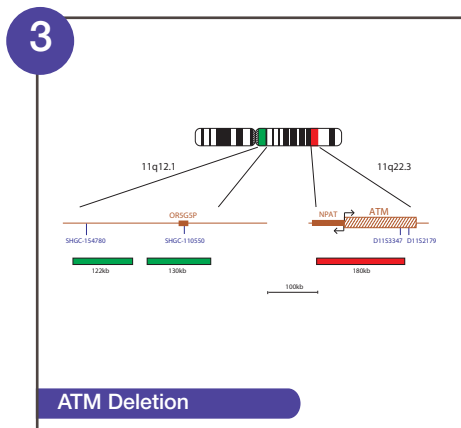 3
11q12.1
11q22.3
OR5G5P
NPAT
ATM
SHGC-154780
SHGC-110550
D11S3347
D11S2179
122kb
130kb
180kb
100kb
ATM Deletion